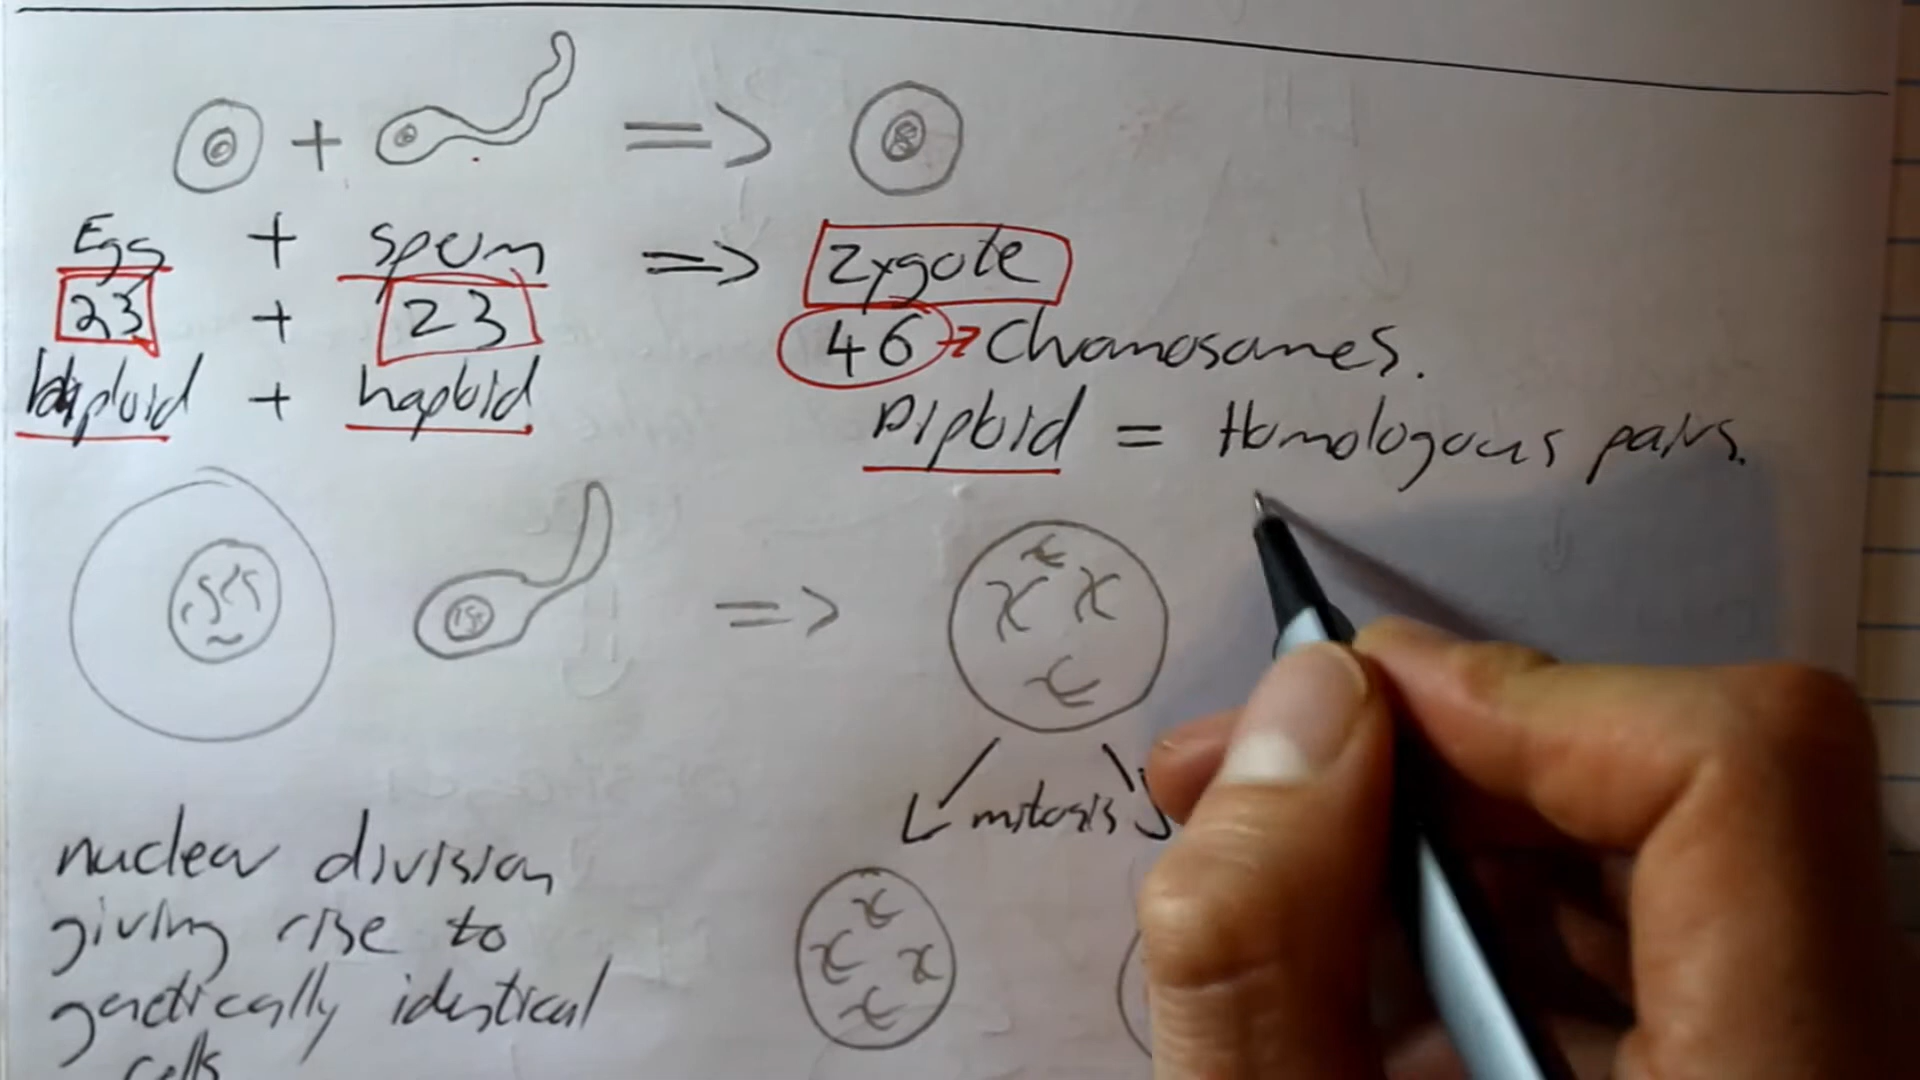 + =>
Egg + sperm => Zygote
23 + 23 46 → Chromosomes.
haploid + haploid Diploid = Homologous pairs.
=>
mitosis
nuclear division
giving rise to
genetically identical
cells